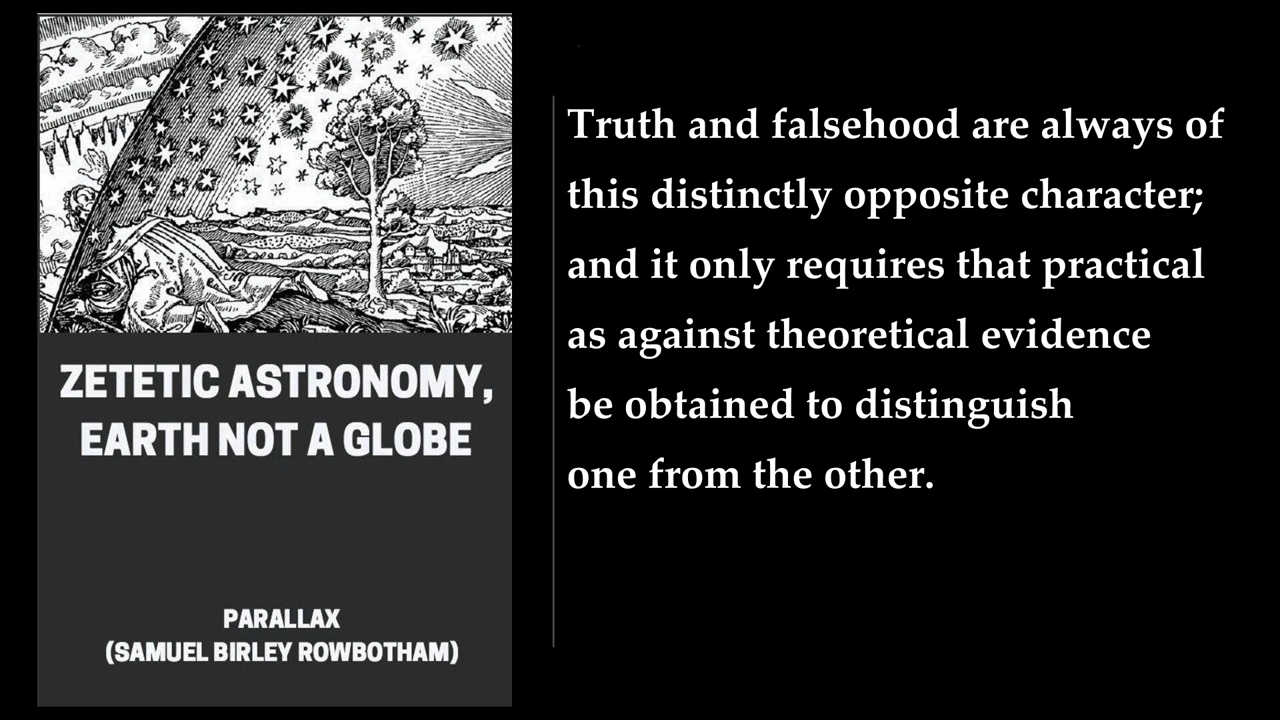 ZETETIC ASTRONOMY,
EARTH NOT A GLOBE
PARALLAX
(SAMUEL BIRLEY ROWBOTHAM)
Truth and falsehood are always of
this distinctly opposite character;
and it only requires that practical
as against theoretical evidence
be obtained to distinguish
one from the other.